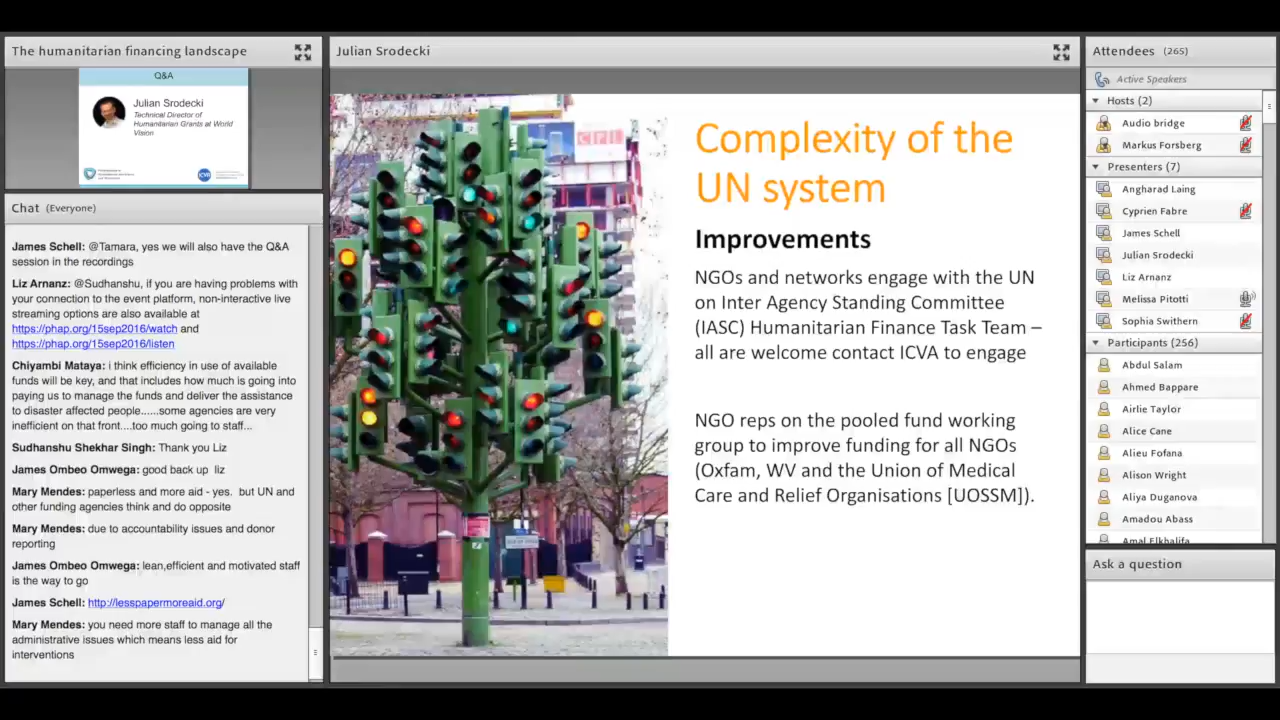 The humanitarian financing landscape
Q&A
Julian Srodecki
Technical Director of
Humanitarian Grants at World
Vision
ICVA
Chat (Everyone)
James Schell: @Tamara, yes we will also have the Q&A
session in the recordings
Liz Arnanz: @Sudhanshu, if you are having problems with
your connection to the event platform, non-interactive live
streaming options are also available at
https://phap.org/15sep2016/watch and
https://phap.org/15sep2016/listen
Chiyambi Mataya: i think efficiency in use of available
funds will be key, and that includes how much is going into
paying us to manage the funds and deliver the assistance
to disaster affected people......some agencies are very
inefficient on that front....too much going to staff...
Sudhanshu Shekhar Singh: Thank you Liz
James Ombeo Omwega: good back up liz
Mary Mendes: paperless and more aid - yes. but UN and
other funding agencies think and do opposite
Mary Mendes: due to accountability issues and donor
reporting
James Ombeo Omwega: lean,efficient and motivated staff
is the way to go
James Schell: http://lesspapermoreaid.org/
Mary Mendes: you need more staff to manage all the
administrative issues which means less aid for
interventions
Julian Srodecki
Complexity of the
UN system
Improvements
NGOs and networks engage with the UN
on Inter Agency Standing Committee
(IASC) Humanitarian Finance Task Team –
all are welcome contact ICVA to engage
NGO reps on the pooled fund working
group to improve funding for all NGOs
(Oxfam, WV and the Union of Medical
Care and Relief Organisations [UOSSM]).
Attendees (265)
Active Speakers
Hosts (2)
Audio bridge
Markus Forsberg
Presenters (7)
Angharad Laing
Cyprien Fabre
James Schell
Julian Srodecki
Liz Arnanz
Melissa Pitotti
Sophia Swithern
Participants (256)
Abdul Salam
Ahmed Bappare
Airlie Taylor
Alice Cane
Alieu Fofana
Alison Wright
Aliya Duganova
Amadou Abass
Amal Elkhalifa
Ask a question